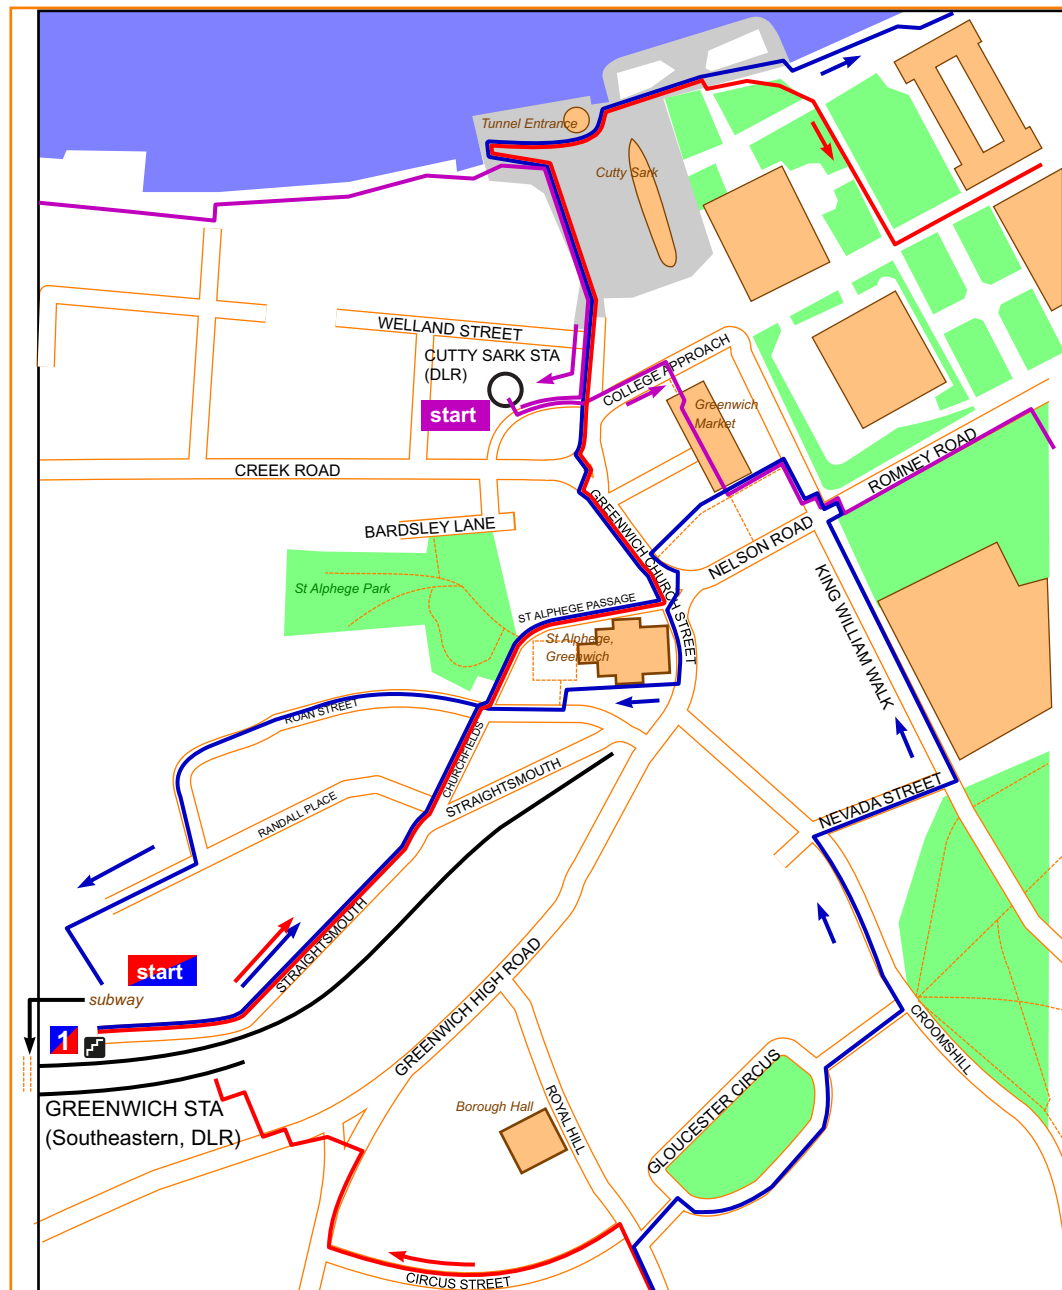 Tunnel Entrance
Cutty Sark
WELLAND STREET
CUTTY SARK STA
(DLR)
start
COLLEGE APPROACH
Greenwich
Market
CREEK ROAD
ROMNEY ROAD
BARDSLEY LANE
GREENWICH CHURCH STREET
NELSON ROAD
St Alphege Park
ST ALPHEGE PASSAGE
St Alphege,
Greenwich
KING WILLIAM WALK
ROAN STREET
CHURCHFIELDS
STRAIGHTSMOUTH
RANDALL PLACE
NEVADA STREET
STRAIGHTSMOUTH
start
subway
1
GREENWICH HIGH ROAD
CROOMSHILL
GREENWICH STA
(Southeastern, DLR)
Borough Hall
ROYAL HILL
GLOUCESTER CIRCUS
CIRCUS STREET